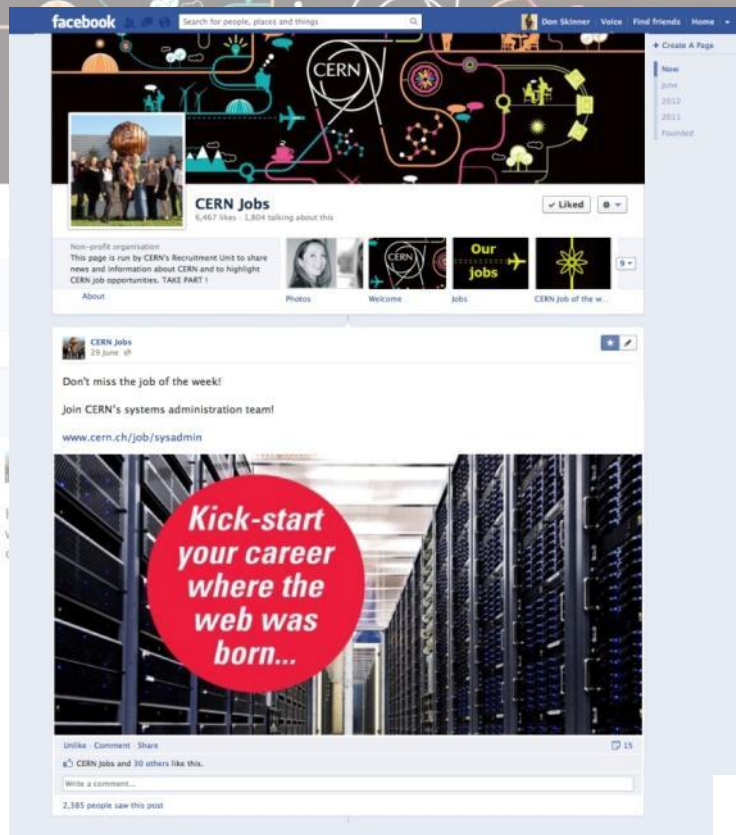 facebook
Search for people, places and things
Don Skinner Voice Find friends Home
+ Create A Page
Now
June
2012
2011
Founded
CERN
CERN Jobs
6,467 likes · 1,804 talking about this
✓ Liked
Non-profit organisation
This page is run by CERN's Recruitment Unit to share
news and information about CERN and to highlight
CERN job opportunities. TAKE PART !
About
Photos
CERN
Welcome
Our
jobs
Jobs
CERN Job of the w...
9
CERN Jobs
29 June
Don't miss the job of the week!
Join CERN's systems administration team!
www.cern.ch/job/sysadmin
Kick-start
your career
where the
web was
born...
Unlike · Comment · Share
15
CERN Jobs and 30 others like this.
Write a comment...
2,385 people saw this post